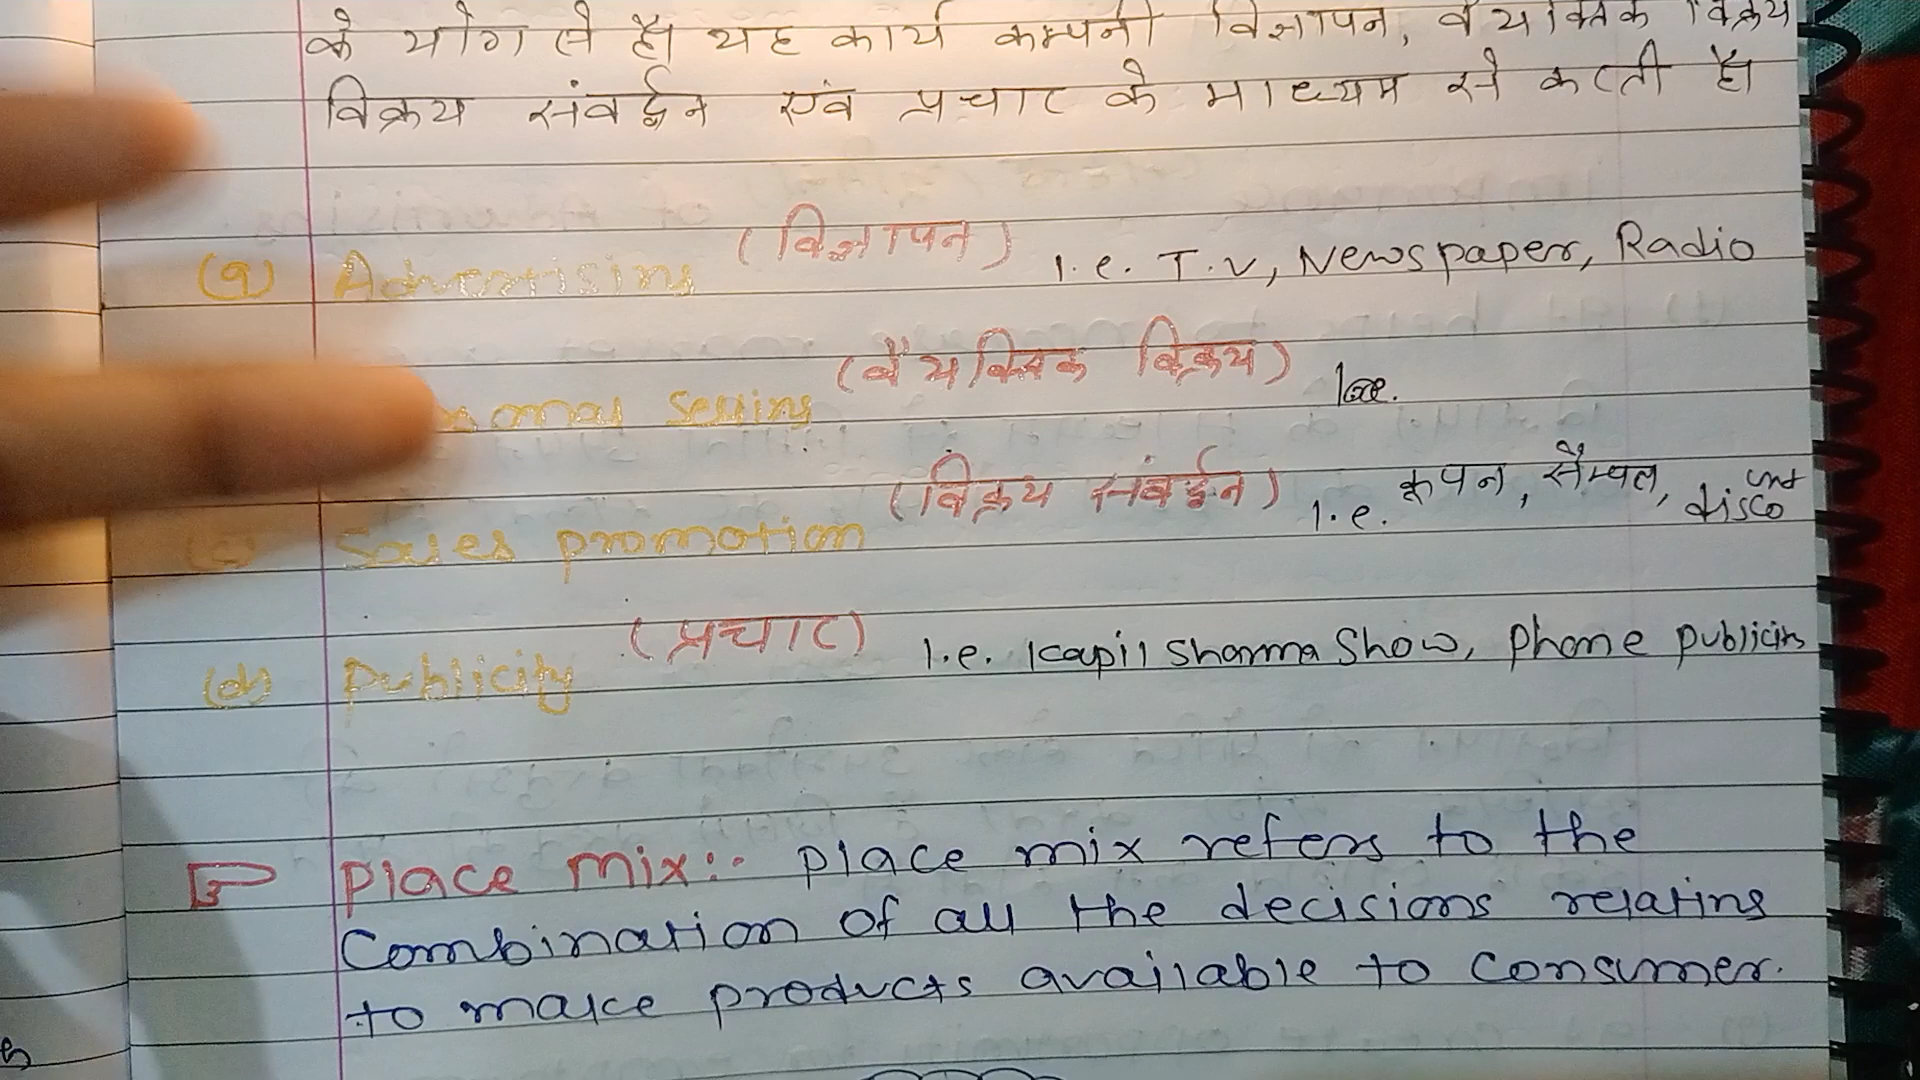 के योग से है। यह कार्य कम्पनी विज्ञापन, वैयक्तिक विक्रय
विक्रय संवर्द्धन एवं प्रचार के माध्यम से करती है।
(a) Advertising (विज्ञापन) i.e. T.V, Newspaper, Radio
sonal selling (वैयक्तिक विक्रय)
(c) Sales promotion (विक्रय संवर्द्धन) i.e. कूपन, सैम्पल, discount
(d) Publicity (प्रचार) i.e. Kapil Sharma Show, Phone publicity
Place mix:- Place mix refers to the
Combination of all the decisions relating
to make products available to consumer.